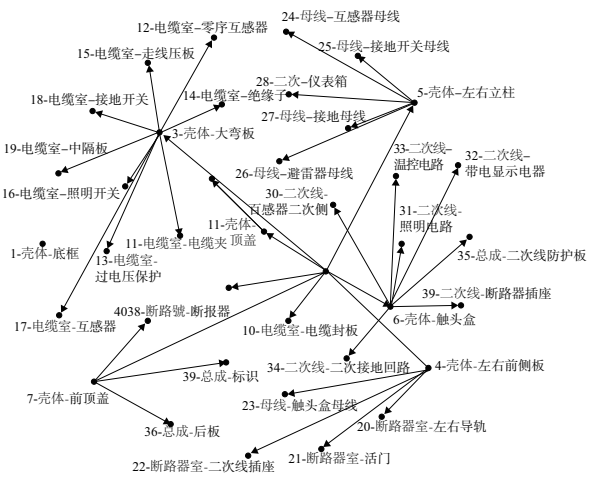 24-母线–互感器母线
12-电缆室–零序互感器
25-母线–接地开关母线
15-电缆室–走线压板
28-二次–仪表箱
14-电缆室–绝缘子
5-壳体–左右立柱
18-电缆室–接地开关
27-母线–接地母线
3-壳体-大弯板
19-电缆室–中隔板
33-二次线–
温控电路
32-二次线–
带电显示电器
26-母线–避雷器母线
16-电缆室–照明开关
30-二次线-
百感器二次侧
31-二次线-
照明电路
11-壳体-
顶盖
11-电缆室-电缆夹
1-壳体-底框
13-电缆室-
过电压保护
35-总成-二次线防护板
39-二次线-断路器插座
6-壳体-触头盒
4038-断路號-断报器
17-电缆室-互感器
10-电缆室-电缆封板
34-二次线-二次接地回路
4-壳体-左右前侧板
39-总成-标识
7-壳体-前顶盖
23-母线-触头盒母线
20-断路器室-左右导轨
36-总成-后板
21-断路器室-活门
22-断路器室-二次线插座